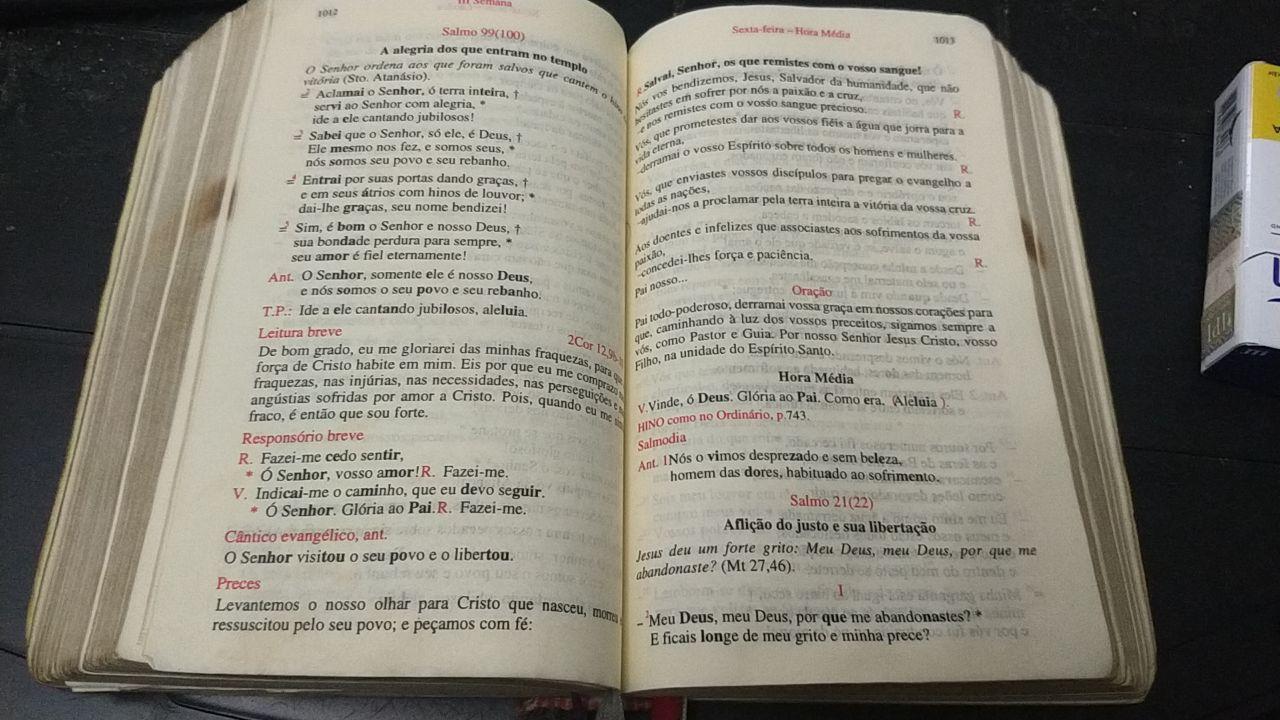 1012
III Semana
Salmo 99(100)
A alegria dos que entram no templo
O Senhor ordena aos que foram salvos que cantem o
vitória (Sto. Atanásio).
2 Aclamai o Senhor, ó terra inteira, †
servi ao Senhor com alegria, *
ide a ele cantando jubilosos!
3 Sabei que o Senhor, só ele, é Deus, †
Ele mesmo nos fez, e somos seus, *
nós somos seu povo e seu rebanho.
4 Entrai por suas portas dando graças, †
e em seus átrios com hinos de louvor; *
dai-lhe graças, seu nome bendizei!
5 Sim, é bom o Senhor e nosso Deus, †
sua bondade perdura para sempre, *
seu amor é fiel eternamente!
Ant. O Senhor, somente ele é nosso Deus,
e nós somos o seu povo e seu rebanho.
T.P.: Ide a ele cantando jubilosos, aleluia.
Leitura breve
2Cor 12,9b-
De bom grado, eu me gloriarei das minhas fraquezas, para
força de Cristo habite em mim. Eis por que eu me comprazo
fraquezas, nas injúrias, nas necessidades, nas perseguições e
angústias sofridas por amor a Cristo. Pois, quando eu me
fraco, é então que sou forte.
Responsório breve
R. Fazei-me cedo sentir,
* Ó Senhor, vosso amor!R. Fazei-me.
V. Indicai-me o caminho, que eu devo seguir.
* Ó Senhor. Glória ao Pai.R. Fazei-me.
Cântico evangélico, ant.
O Senhor visitou o seu povo e o libertou.
Preces
Levantemos o nosso olhar para Cristo que nasceu, morreu
ressuscitou pelo seu povo; e peçamos com fé:
Sexta-feira – Hora Média
1013
R. Salvai, Senhor, os que remistes com o vosso sangue!
Nós vos bendizemos, Jesus, Salvador da humanidade, que não
hesitastes em sofrer por nós a paixão e a cruz,
–e nos remistes com o vosso sangue precioso. R.
Vós, que prometestes dar aos vossos fiéis a água que jorra para a
vida eterna,
–derramai o vosso Espírito sobre todos os homens e mulheres. R.
Vós, que enviastes vossos discípulos para pregar o evangelho a
todas as nações,
–ajudai-nos a proclamar pela terra inteira a vitória da vossa cruz. R.
Aos doentes e infelizes que associastes aos sofrimentos da vossa
paixão,
–concedei-lhes força e paciência. R.
Pai nosso...
Oração
Pai todo-poderoso, derramai vossa graça em nossos corações para
que, caminhando à luz dos vossos preceitos, sigamos sempre a
vós, como Pastor e Guia. Por nosso Senhor Jesus Cristo, vosso
Filho, na unidade do Espírito Santo.
Hora Média
V.Vinde, ó Deus. Glória ao Pai. Como era. (Aleluia ).
HINO como no Ordinário, p.743.
Salmodia
Ant. 1Nós o vimos desprezado e sem beleza,
homem das dores, habituado ao sofrimento.
Salmo 21(22)
Aflição do justo e sua libertação
Jesus deu um forte grito: Meu Deus, meu Deus, por que me
abandonaste? (Mt 27,46).
I
–2Meu Deus, meu Deus, por que me abandonastes? *
E ficais longe de meu grito e minha prece?